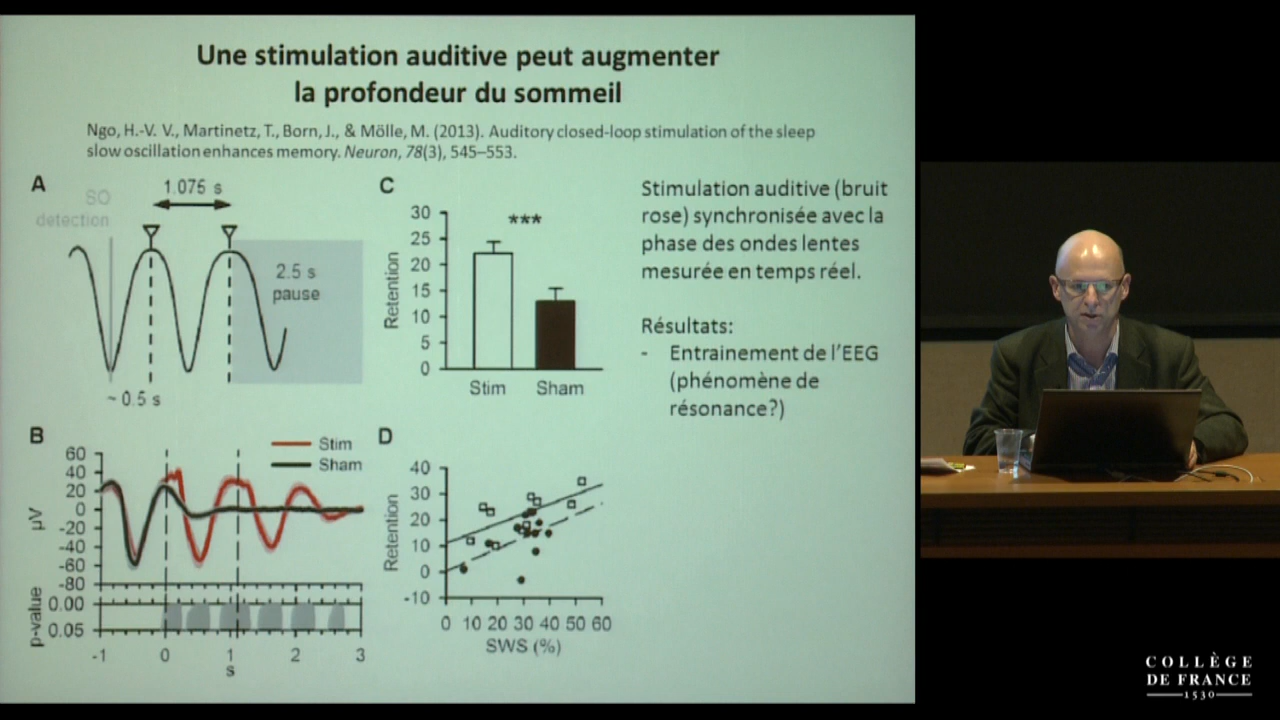 Une stimulation auditive peut augmenter
la profondeur du sommeil
Ngo, H.-V. V., Martinetz, T., Born, J., & Mölle, M. (2013). Auditory closed-loop stimulation of the sleep
slow oscillation enhances memory. Neuron, 78(3), 545–553.
A
SO
detection
1.075 s
2.5 s
pause
~ 0.5 s
C
Retention
30
25
20
15
10
5
0
***
Stim
Sham
Stimulation auditive (bruit
rose) synchronisée avec la
phase des ondes lentes
mesurée en temps réel.
Résultats:
- Entrainement de l'EEG
(phénomène de
résonance?)
B
Stim
Sham
µV
60
40
20
0
-20
-40
-60
-80
p-value
0.00
0.05
-1 0 1 2 3
s
D
Retention
40
30
20
10
0
-10
0 10 20 30 40 50 60
SWS (%)
COLLÈGE
DE FRANCE
1530